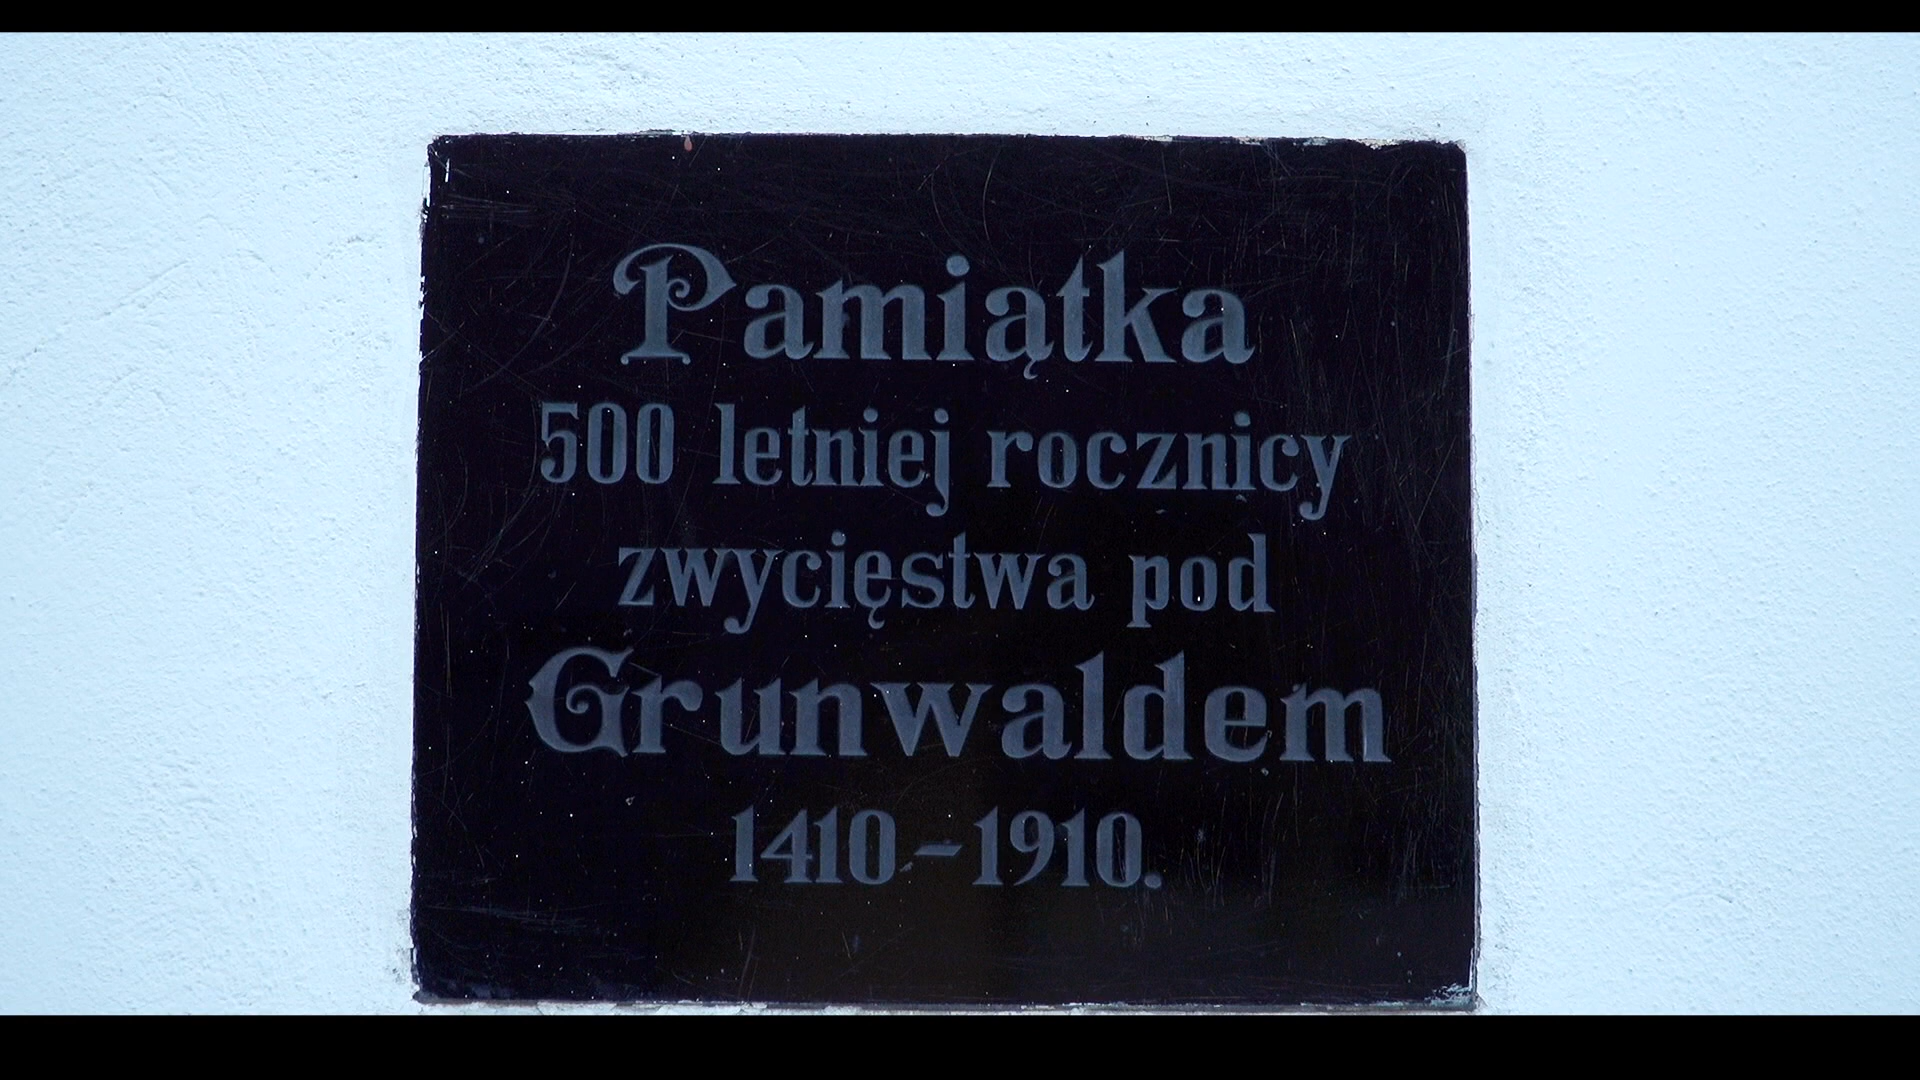 Pamiątka
500 letniej rocznicy
zwycięstwa pod
Grunwaldem
1410-1910.